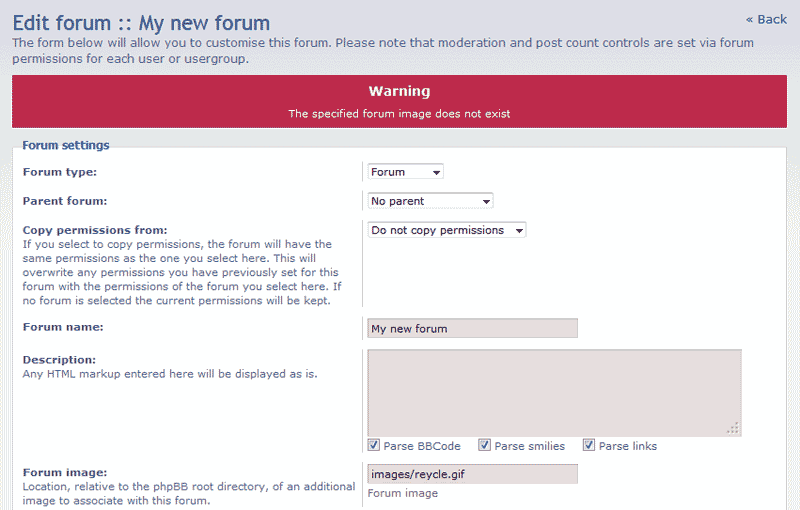 Edit forum :: My new forum
« Back
The form below will allow you to customise this forum. Please note that moderation and post count controls are set via forum
permissions for each user or usergroup.
Warning
The specified forum image does not exist
Forum settings
Forum type:
Forum
Parent forum:
No parent
Copy permissions from:
Do not copy permissions
If you select to copy permissions, the forum will have the
same permissions as the one you select here. This will
overwrite any permissions you have previously set for this
forum with the permissions of the forum you select here. If
no forum is selected the current permissions will be kept.
Forum name:
My new forum
Description:
Any HTML markup entered here will be displayed as is.
Parse BBCode
Parse smilies
Parse links
Forum image:
images/reycle.gif
Location, relative to the phpBB root directory, of an additional
image to associate with this forum.
Forum image